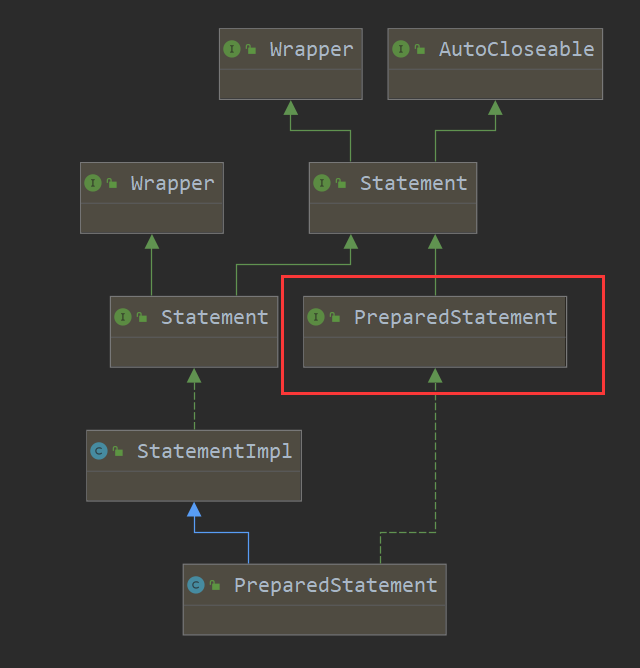 I Wrapper
I AutoCloseable
I Wrapper
I Statement
I Statement
I PreparedStatement
C StatementImpl
C PreparedStatement